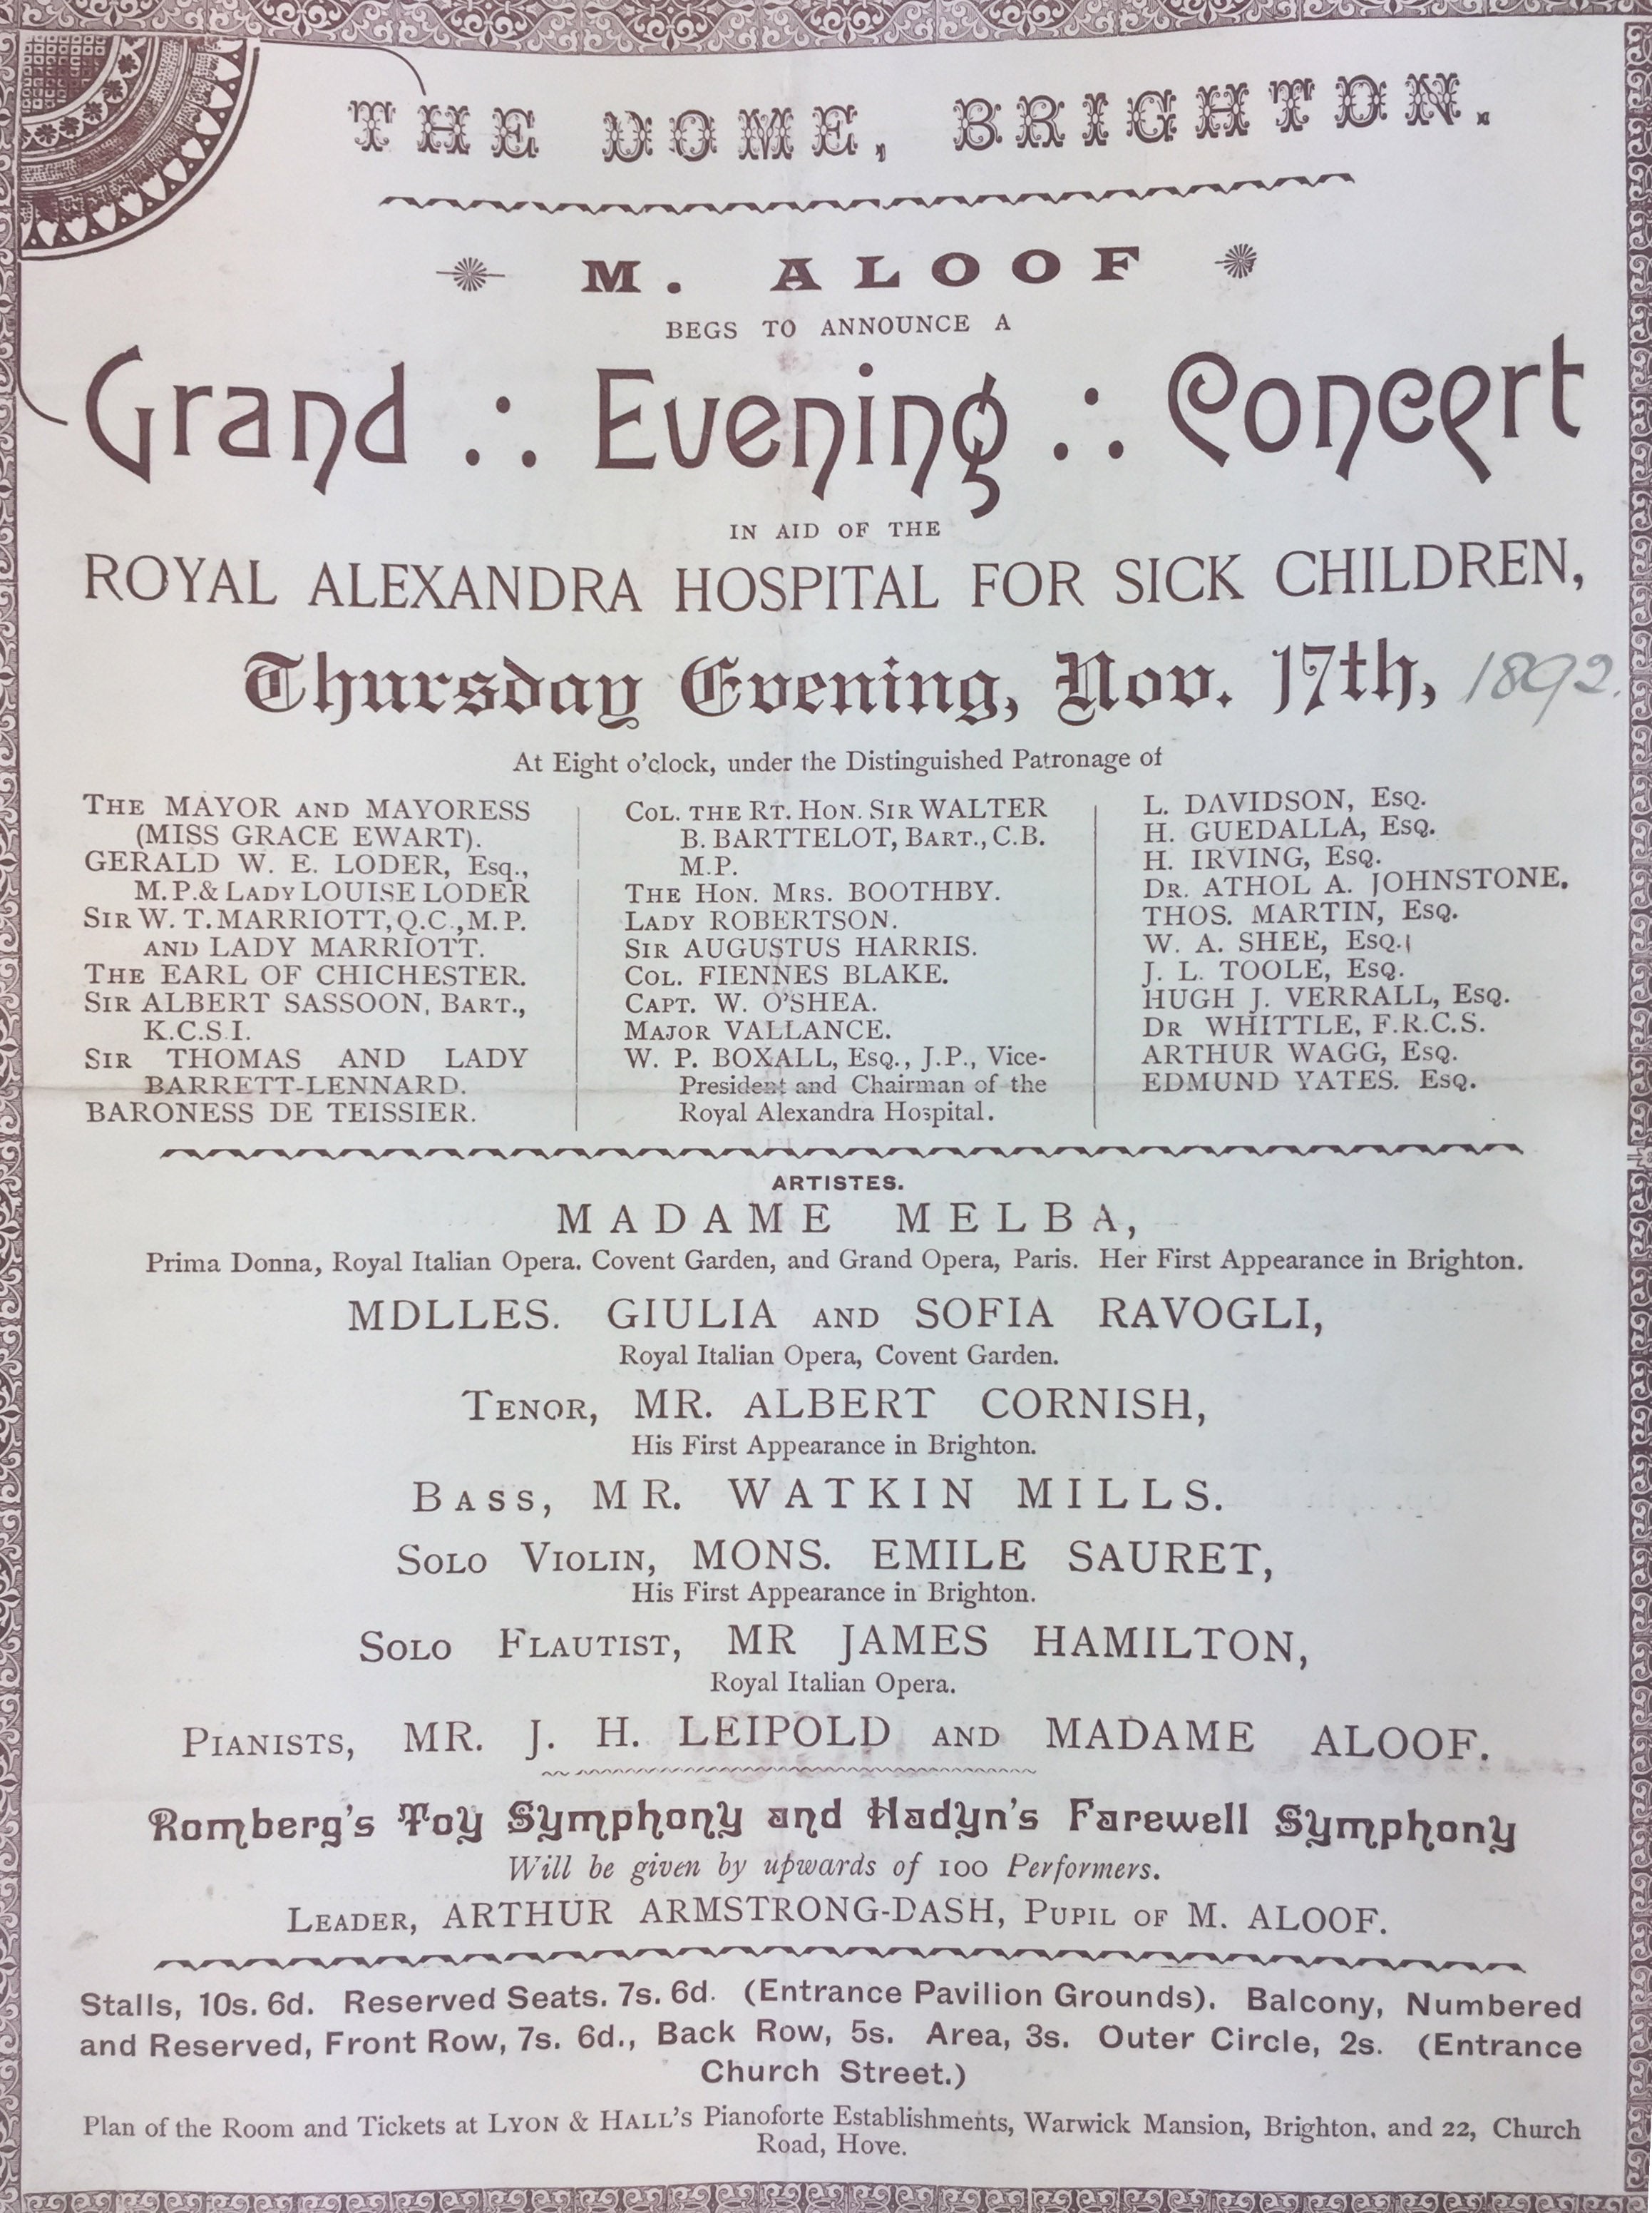 THE DOME, BRIGHTON.
M. ALOOF
BEGS TO ANNOUNCE A
Grand ∴ Evening ∴ Concert
IN AID OF THE
ROYAL ALEXANDRA HOSPITAL FOR SICK CHILDREN,
Thursday Evening, Nov. 17th, 1892.
At Eight o'clock, under the Distinguished Patronage of
THE MAYOR AND MAYORESS
(MISS GRACE EWART).
GERALD W. E. LODER, Esq.,
M.P. & LADY LOUISE LODER
SIR W. T. MARRIOTT, Q.C., M.P.
AND LADY MARRIOTT.
THE EARL OF CHICHESTER.
SIR ALBERT SASSOON, BART.,
K.C.S.I.
SIR THOMAS AND LADY
BARRETT-LENNARD.
BARONESS DE TEISSIER.
COL. THE RT. HON. SIR WALTER
B. BARTTELOT, BART., C.B.
M.P.
THE HON. MRS. BOOTHBY.
LADY ROBERTSON.
SIR AUGUSTUS HARRIS.
COL. FIENNES BLAKE.
CAPT. W. O'SHEA.
MAJOR VALLANCE.
W. P. BOXALL, ESQ., J.P., Vice-
President and Chairman of the
Royal Alexandra Hospital.
L. DAVIDSON, ESQ.
H. GUEDALLA, ESQ.
H. IRVING, ESQ.
DR. ATHOL A. JOHNSTONE.
THOS. MARTIN, ESQ.
W. A. SHEE, ESQ.
J. L. TOOLE, ESQ.
HUGH J. VERRALL, ESQ.
DR WHITTLE, F.R.C.S.
ARTHUR WAGG, ESQ.
EDMUND YATES. ESQ.
ARTISTES.
MADAME MELBA,
Prima Donna, Royal Italian Opera. Covent Garden, and Grand Opera, Paris. Her First Appearance in Brighton.
MDLLES. GIULIA AND SOFIA RAVOGLI,
Royal Italian Opera, Covent Garden.
TENOR, MR. ALBERT CORNISH,
His First Appearance in Brighton.
BASS, MR. WATKIN MILLS.
SOLO VIOLIN, MONS. EMILE SAURET,
His First Appearance in Brighton.
SOLO FLAUTIST, MR JAMES HAMILTON,
Royal Italian Opera.
PIANISTS, MR. J. H. LEIPOLD AND MADAME ALOOF.
Romberg's Toy Symphony and Hadyn's Farewell Symphony
Will be given by upwards of 100 Performers.
LEADER, ARTHUR ARMSTRONG-DASH, PUPIL OF M. ALOOF.
Stalls, 10s. 6d. Reserved Seats. 7s. 6d. (Entrance Pavilion Grounds). Balcony, Numbered
and Reserved, Front Row, 7s. 6d., Back Row, 5s. Area, 3s. Outer Circle, 2s. (Entrance
Church Street.)
Plan of the Room and Tickets at LYON & HALL'S Pianoforte Establishments, Warwick Mansion, Brighton. and 22, Church
Road, Hove.